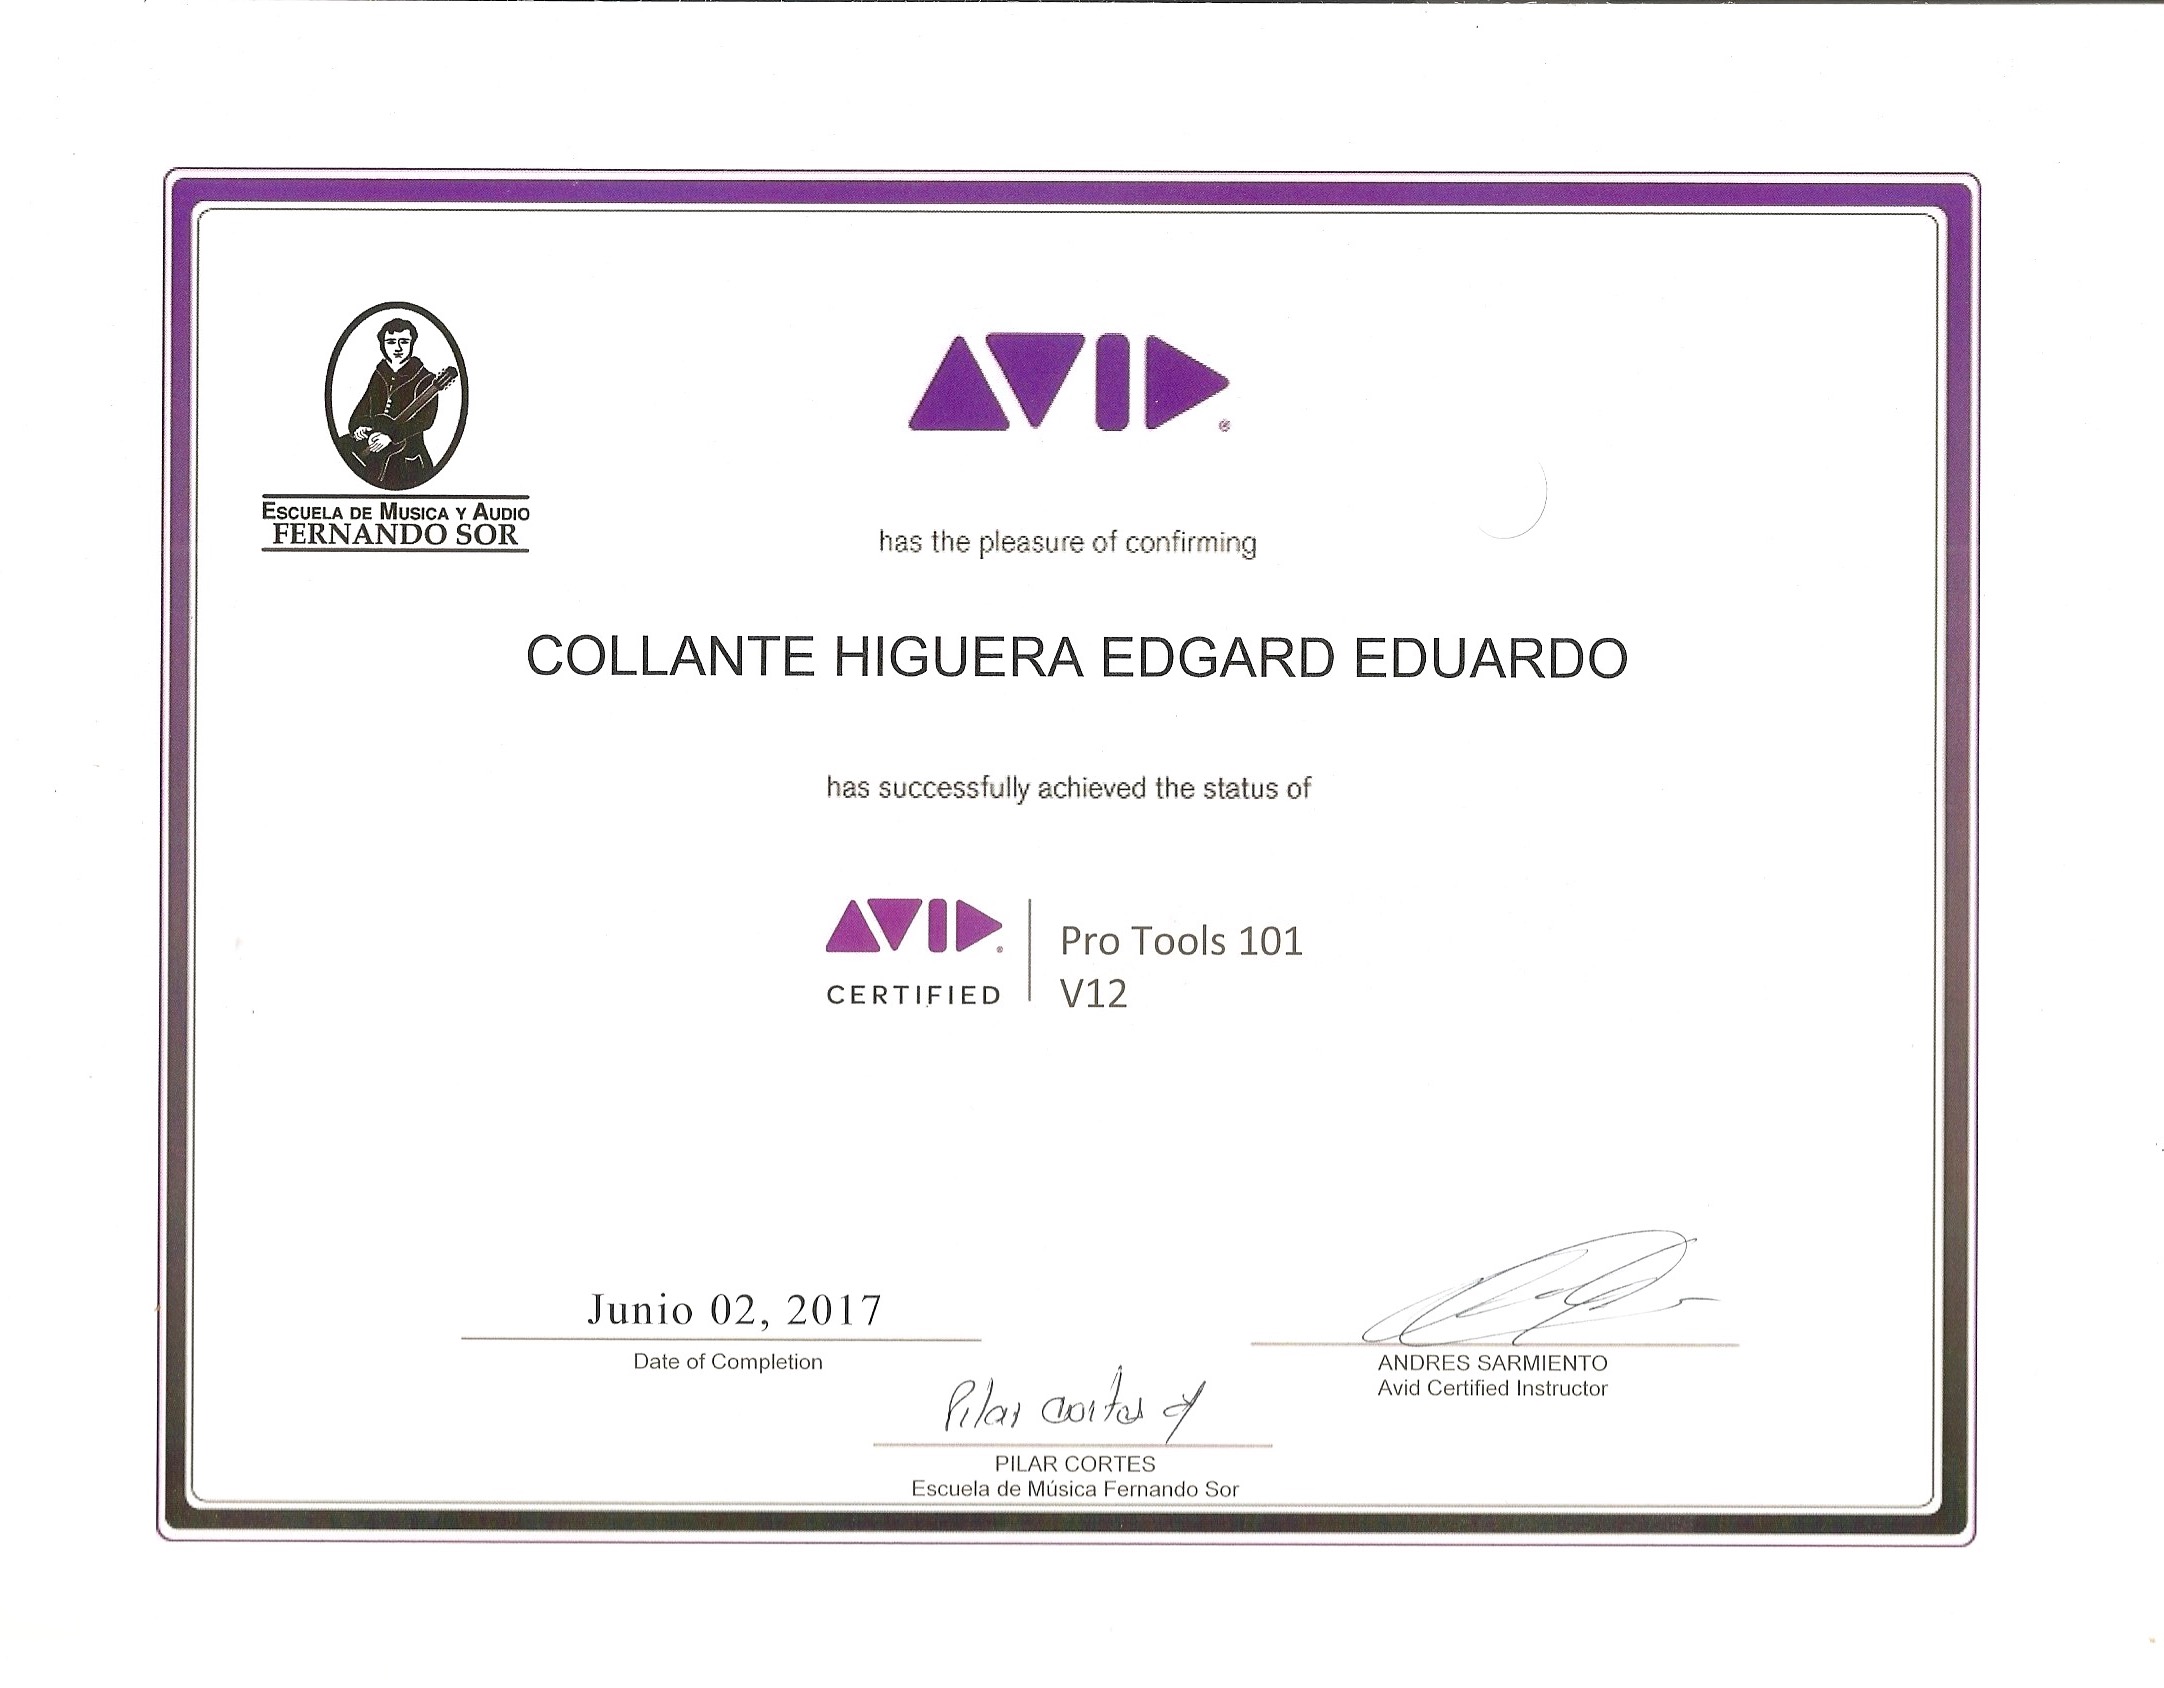 ESCUELA DE MUSICA Y AUDIO
FERNANDO SOR
AVID
has the pleasure of confirming
COLLANTE HIGUERA EDGARD EDUARDO
has successfully achieved the status of
AVID
CERTIFIED
Pro Tools 101
V12
Junio 02, 2017
Date of Completion
ANDRES SARMIENTO
Avid Certified Instructor
Pilar Cortes
PILAR CORTES
Escuela de Música Fernando Sor